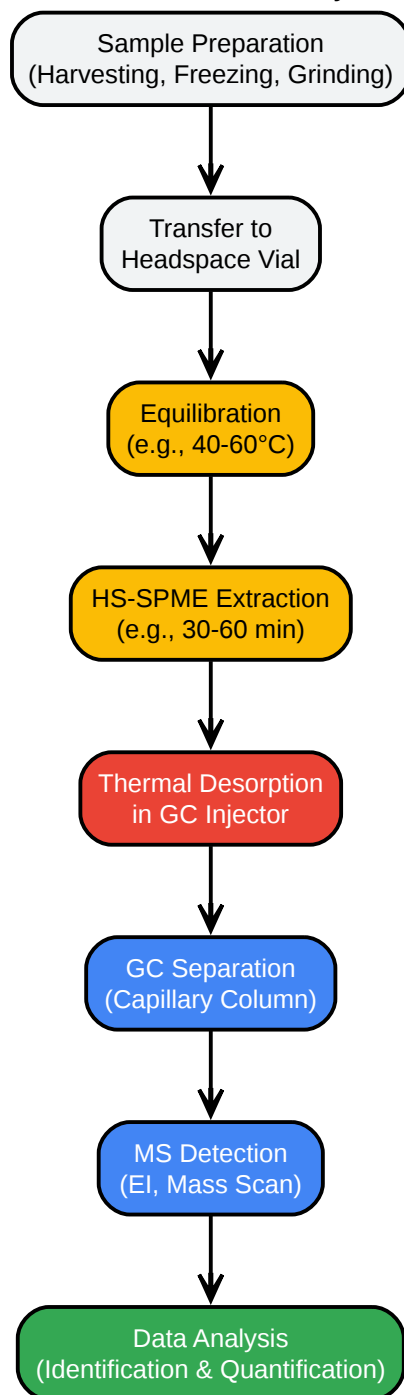 Sample Preparation
(Harvesting, Freezing, Grinding)
Transfer to
Headspace Vial
Equilibration
(e.g., 40-60°C)
HS-SPME Extraction
(e.g., 30-60 min)
Thermal Desorption
in GC Injector
GC Separation
(Capillary Column)
MS Detection
(EI, Mass Scan)
Data Analysis
(Identification & Quantification)